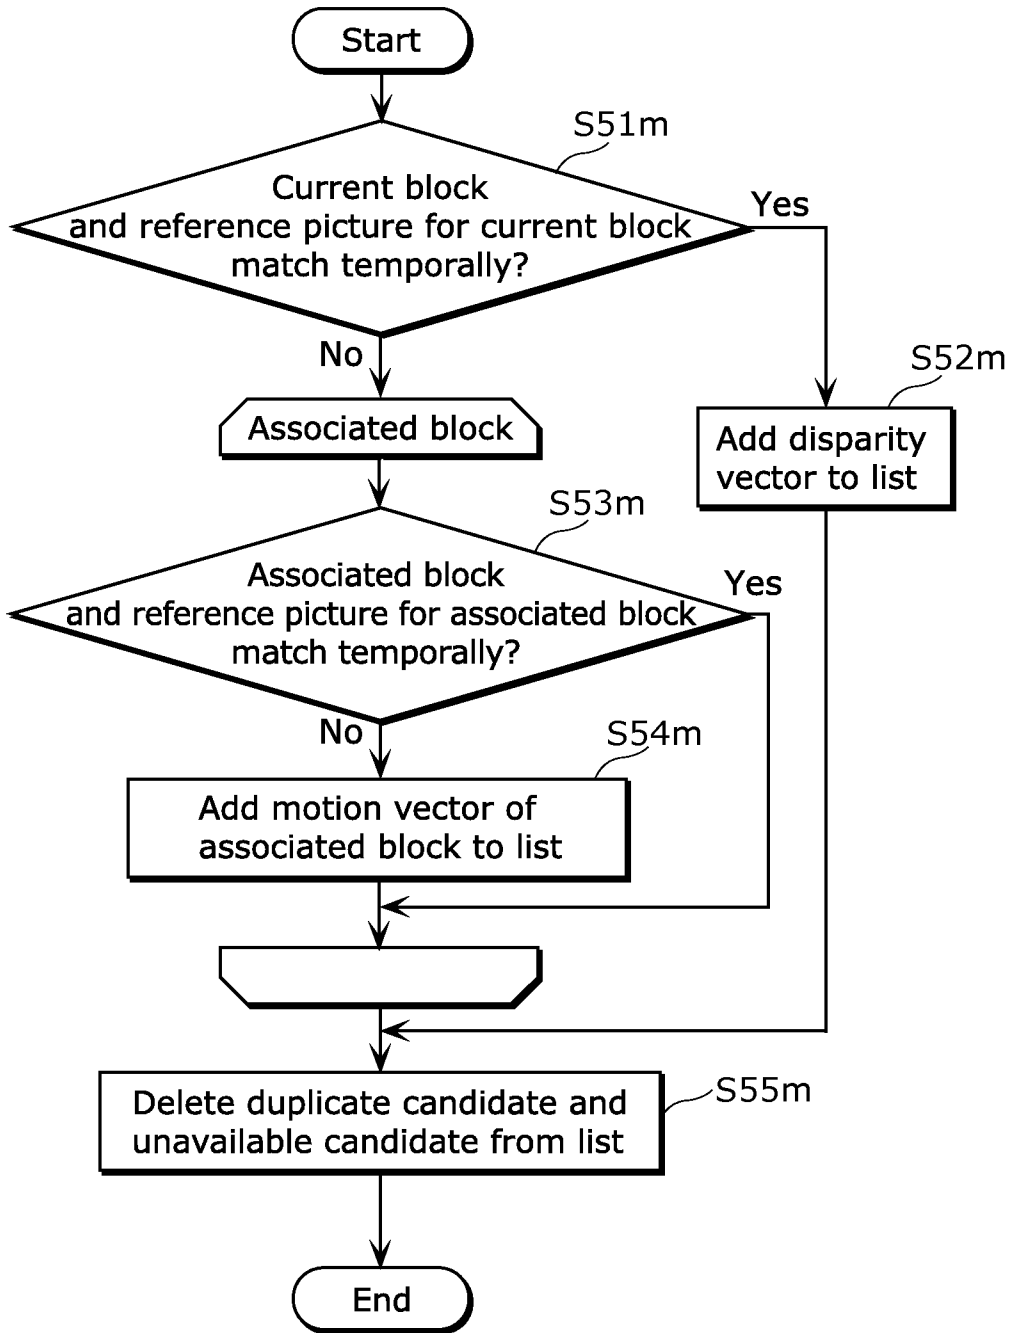 Start
S51m
Current block
and reference picture for current block
match temporally?
Yes
No
S52m
Add disparity
vector to list
Associated block
S53m
Associated block
and reference picture for associated block
match temporally?
Yes
No
S54m
Add motion vector of
associated block to list
S55m
Delete duplicate candidate and
unavailable candidate from list
End